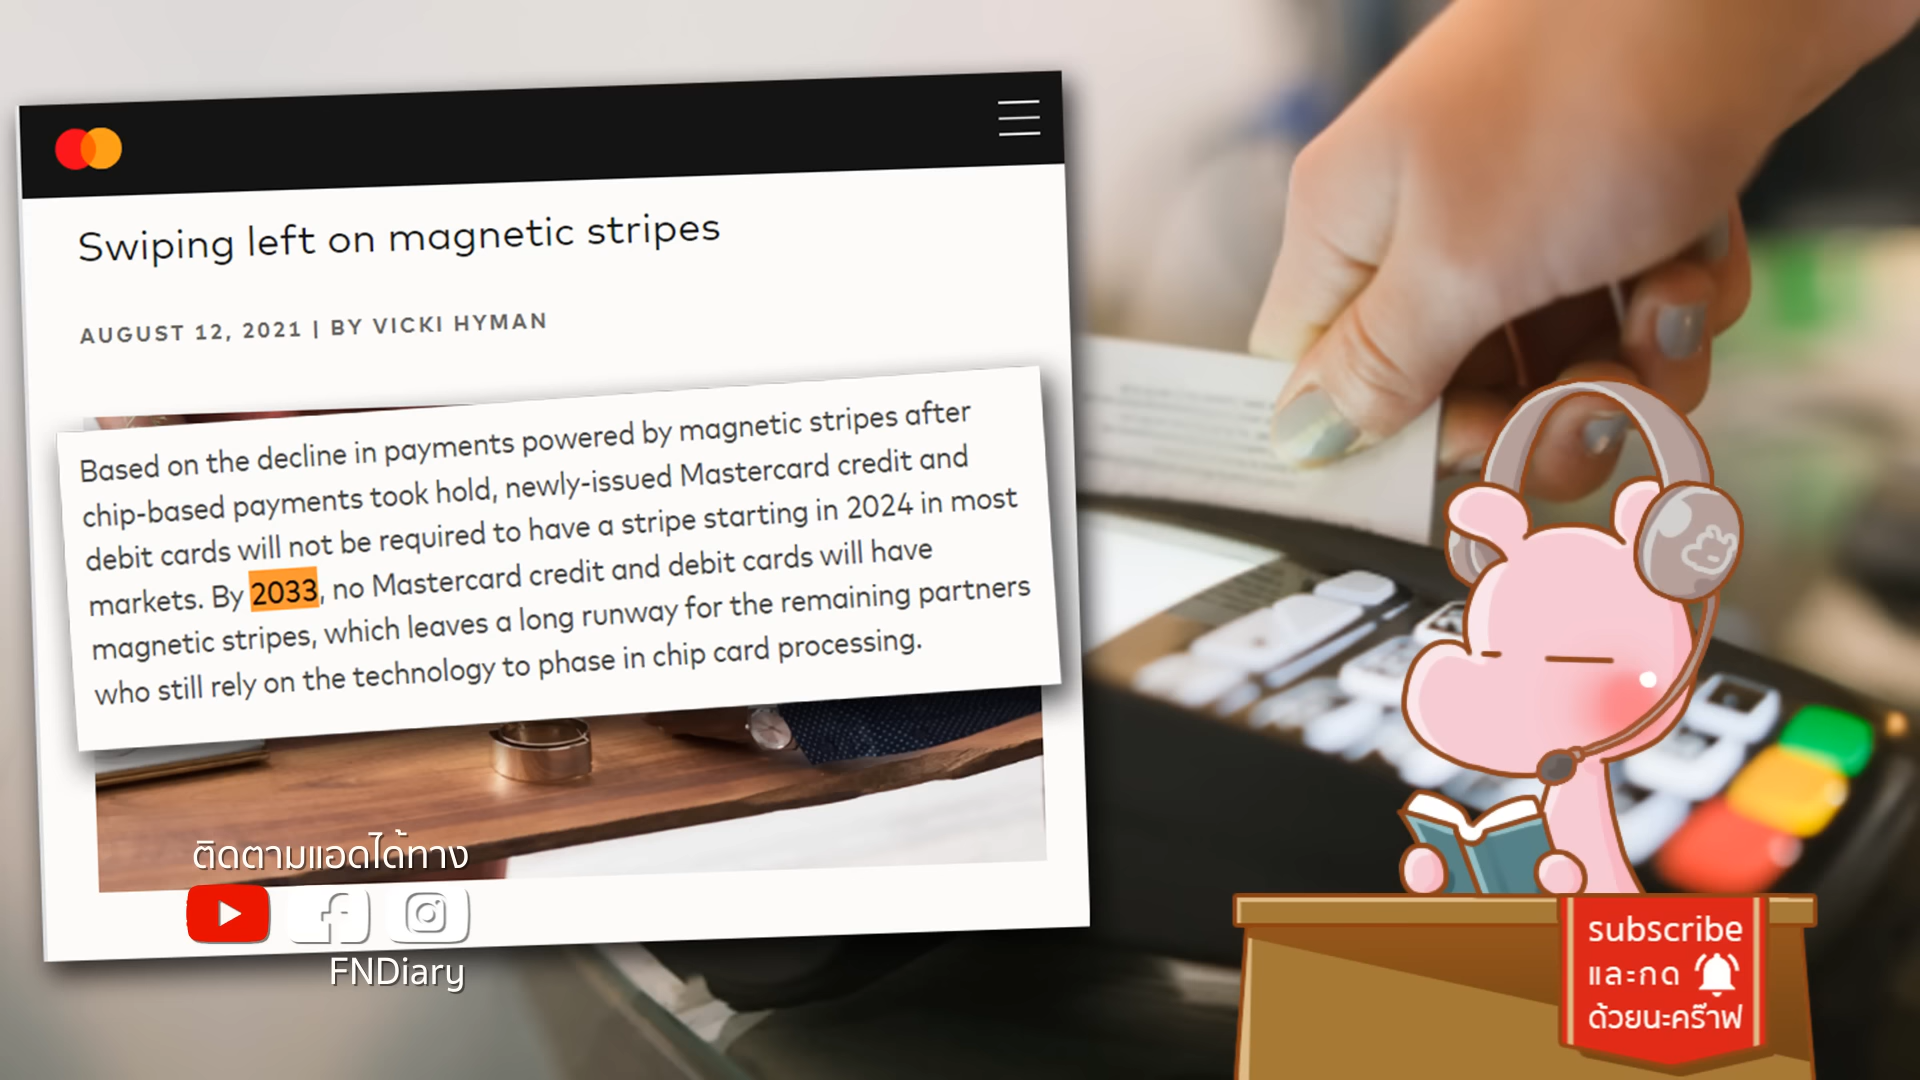 Swiping left on magnetic stripes
AUGUST 12, 2021 | BY VICKI HYMAN
Based on the decline in payments powered by magnetic stripes after
chip-based payments took hold, newly-issued Mastercard credit and
debit cards will not be required to have a stripe starting in 2024 in most
markets. By 2033, no Mastercard credit and debit cards will have
magnetic stripes, which leaves a long runway for the remaining partners
who still rely on the technology to phase in chip card processing.
ติดตามแอดได้ทาง
FNDiary
subscribe
และกด
ด้วยนะคร๊าฟ